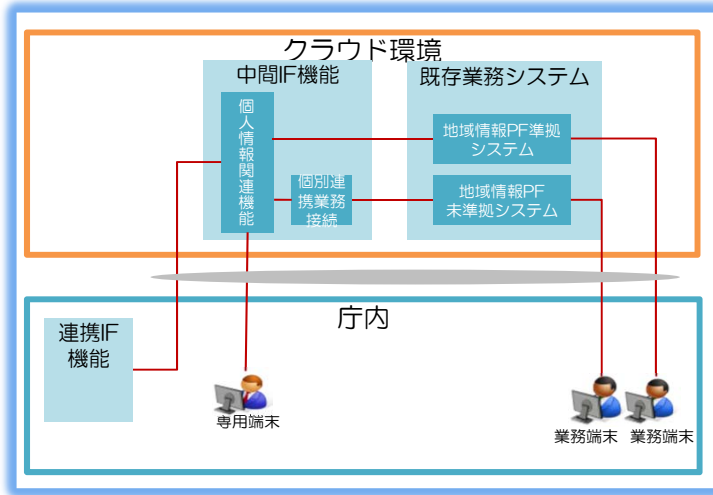 クラウド環境
中間IF機能
既存業務システム
個人情報関連機能
地域情報PF準拠
システム
個別連
携業務
接続
地域情報PF
未準拠システム
庁内
連携IF
機能
専用端末
業務端末
業務端末